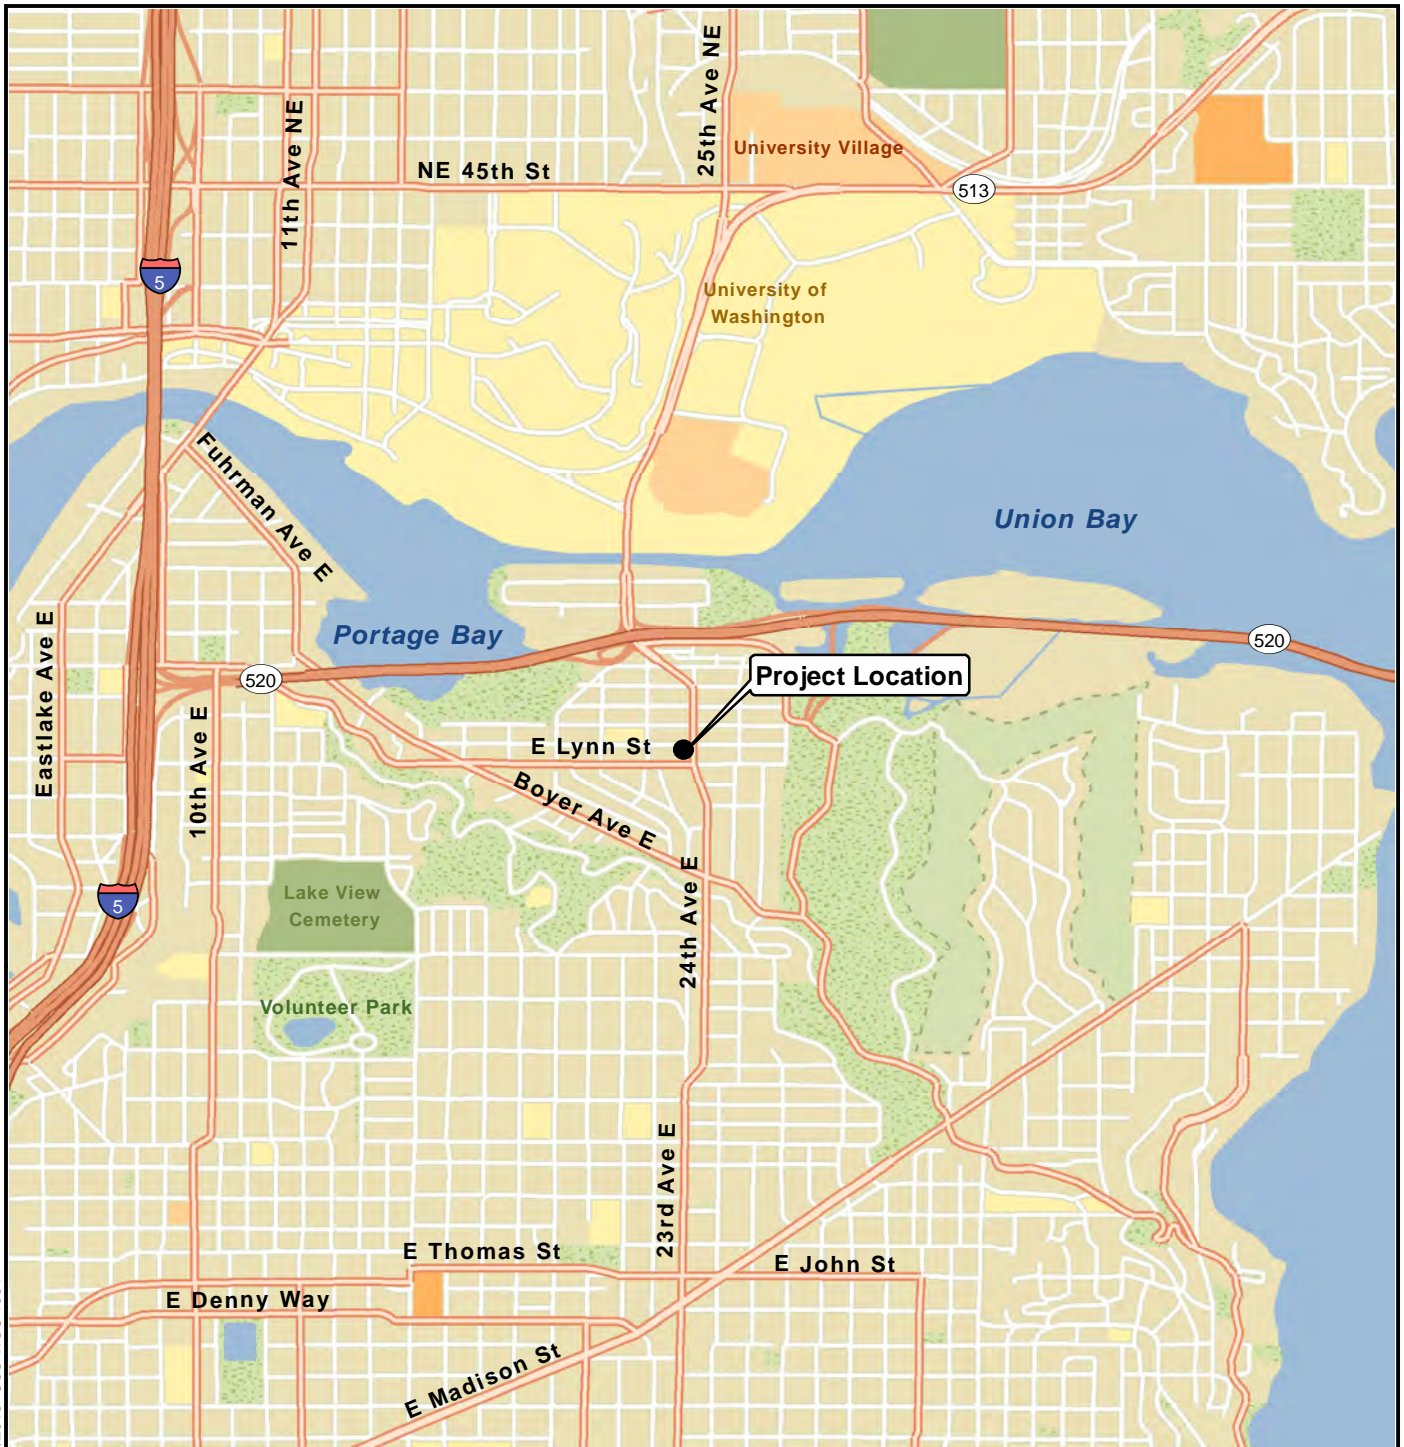 25th Ave NE
11th Ave NE
University Village
NE 45th St
513
5
University of
Washington
Fuhrman Ave E
Union Bay
Portage Bay
520
520
Project Location
Eastlake Ave E
10th Ave E
E Lynn St
Boyer Ave E
24th Ave E
5
Lake View
Cemetery
Volunteer Park
23rd Ave E
E Thomas St
E John St
E Denny Way
E Madison St